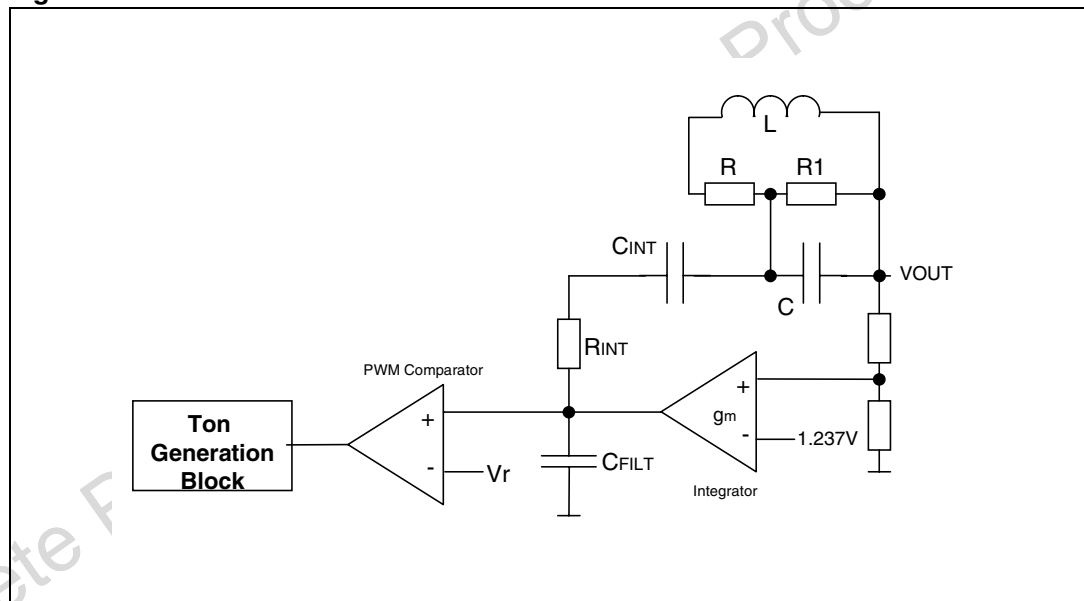 L
R R1
CINT
C
VOUT
RINT
PWM Comparator
+
-
Vr
CFILT
+
gm
-
1.237V
Integrator
Ton
Generation
Block